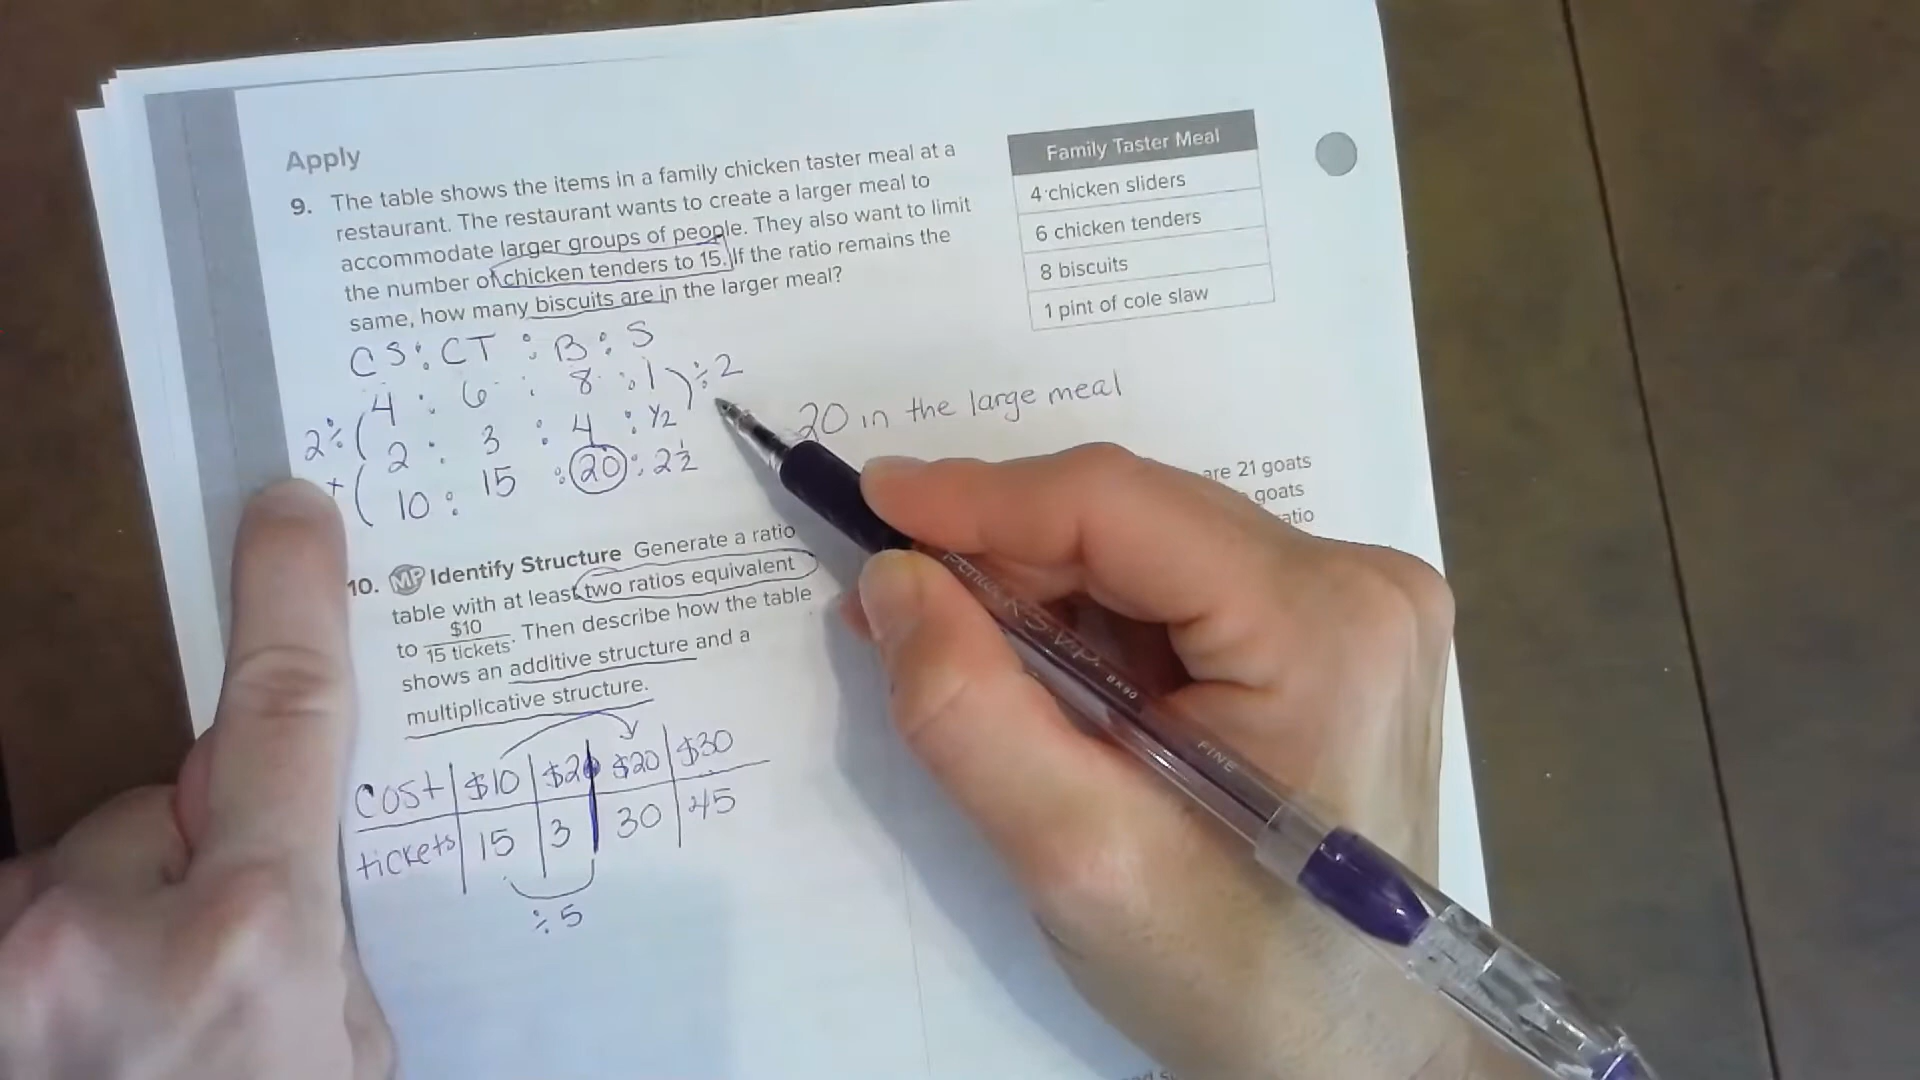 Apply
9. The table shows the items in a family chicken taster meal at a
restaurant. The restaurant wants to create a larger meal to
accommodate larger groups of people. They also want to limit
the number of chicken tenders to 15. If the ratio remains the
same, how many biscuits are in the larger meal?
Family Taster Meal
4 chicken sliders
6 chicken tenders
8 biscuits
1 pint of cole slaw
CS : CT : B : S
4 : 6 : 8 : 1 ÷2
2÷ 2 : 3 : 4 : 1/2
+ 10 : 15 : 20 : 2 1/2
20 in the large meal
are 21 goats
goats
10. MP Identify Structure Generate a ratio
table with at least two ratios equivalent
to $10 / 15 tickets. Then describe how the table
shows an additive structure and a
multiplicative structure.
cost $10 $2 $20 $30
tickets 15 3 30 45
÷5
Pentel R.S.V.P. BK90
FINE